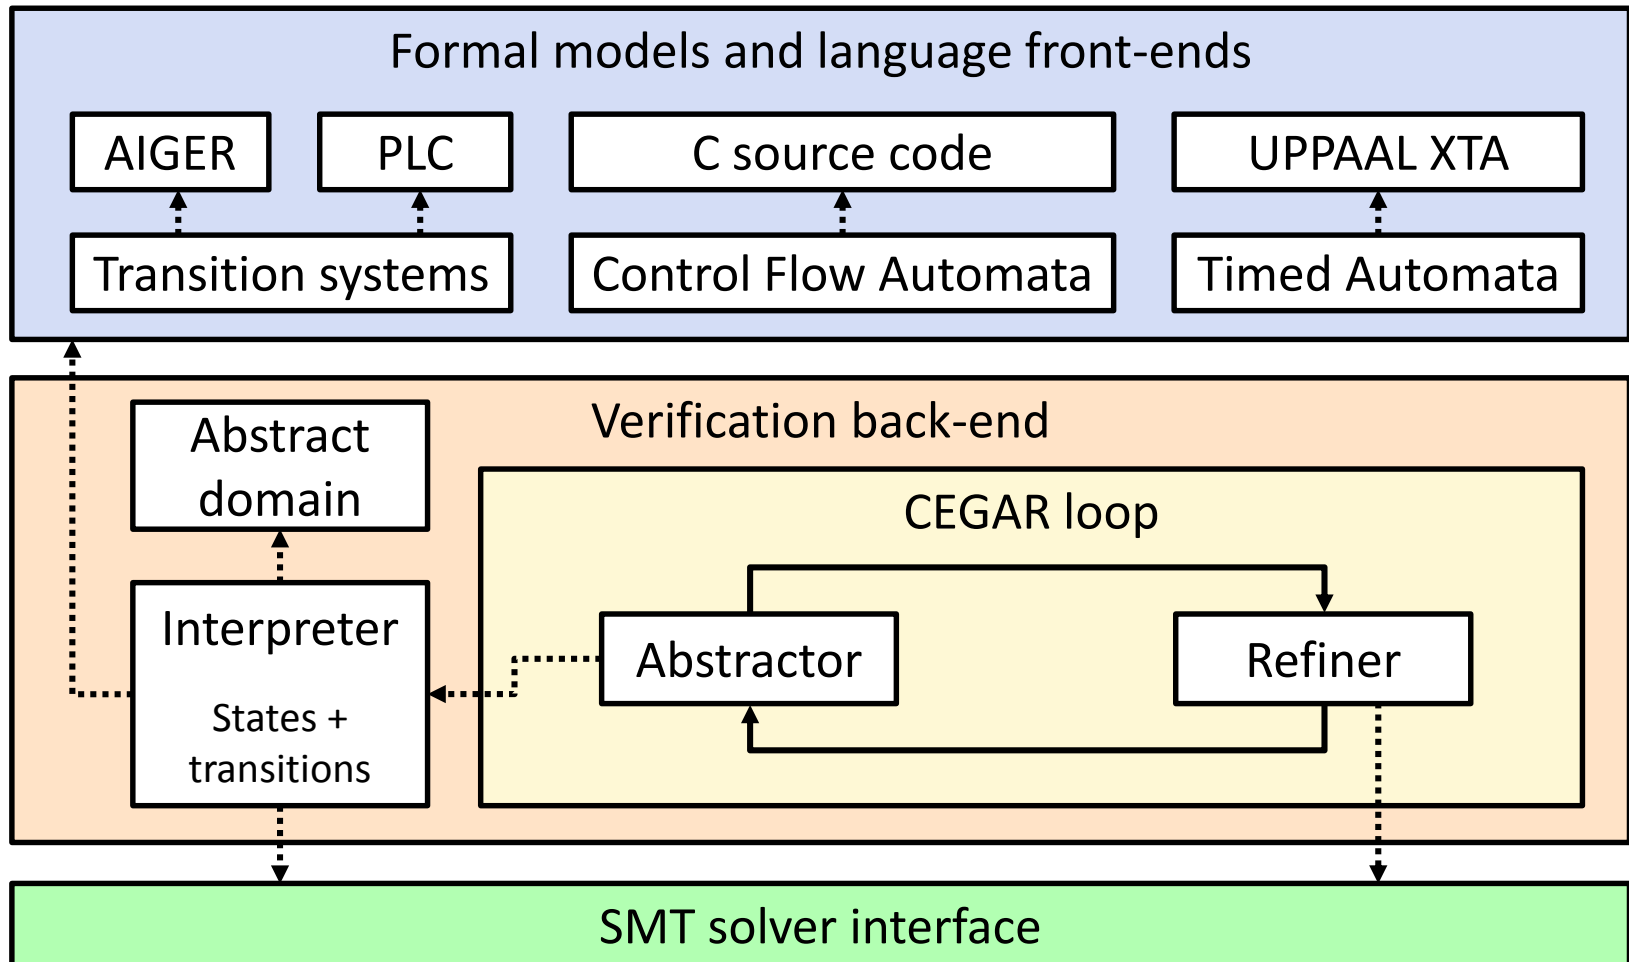 Formal models and language front-ends
AIGER
PLC
C source code
UPPAAL XTA
Transition systems
Control Flow Automata
Timed Automata
Verification back-end
Abstract
domain
CEGAR loop
Interpreter
States +
transitions
Abstractor
Refiner
SMT solver interface